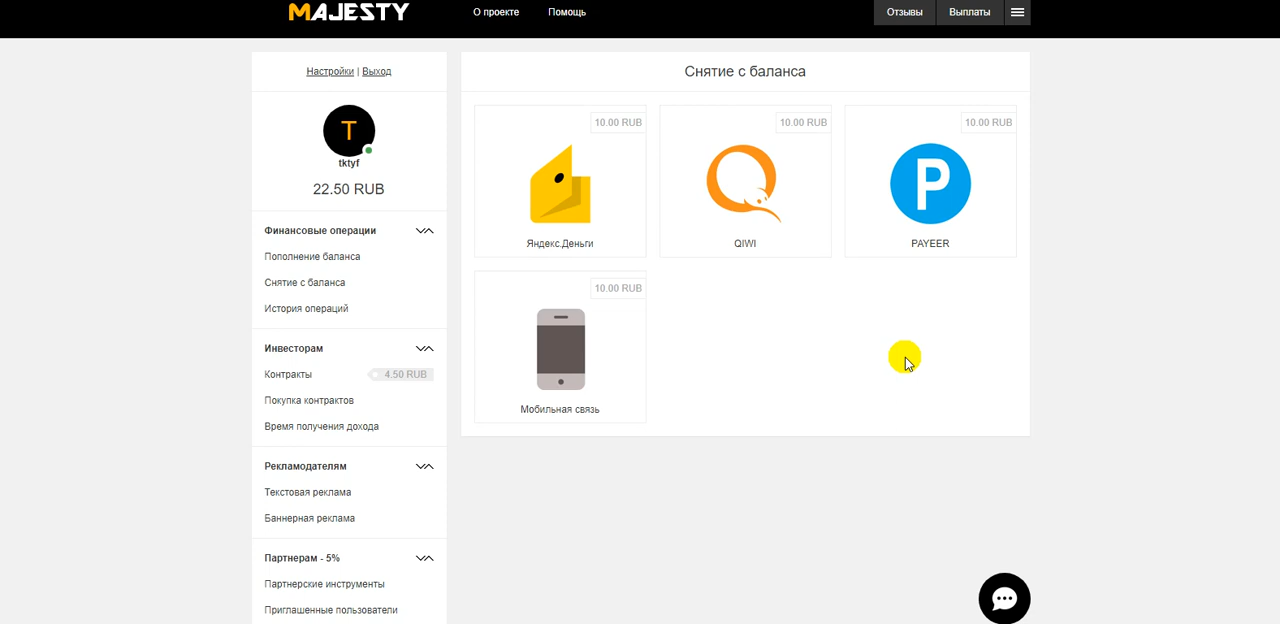 MAJESTY
О проекте
Помощь
Отзывы
Выплаты
Настройки | Выход
T
tktyf
22.50 RUB
Финансовые операции
Пополнение баланса
Снятие с баланса
История операций
Инвесторам
Контракты 4.50 RUB
Покупка контрактов
Время получения дохода
Рекламодателям
Текстовая реклама
Баннерная реклама
Партнерам - 5%
Партнерские инструменты
Приглашенные пользователи
Снятие с баланса
10.00 RUB
Яндекс.Деньги
10.00 RUB
QIWI
10.00 RUB
P
PAYEER
10.00 RUB
Мобильная связь